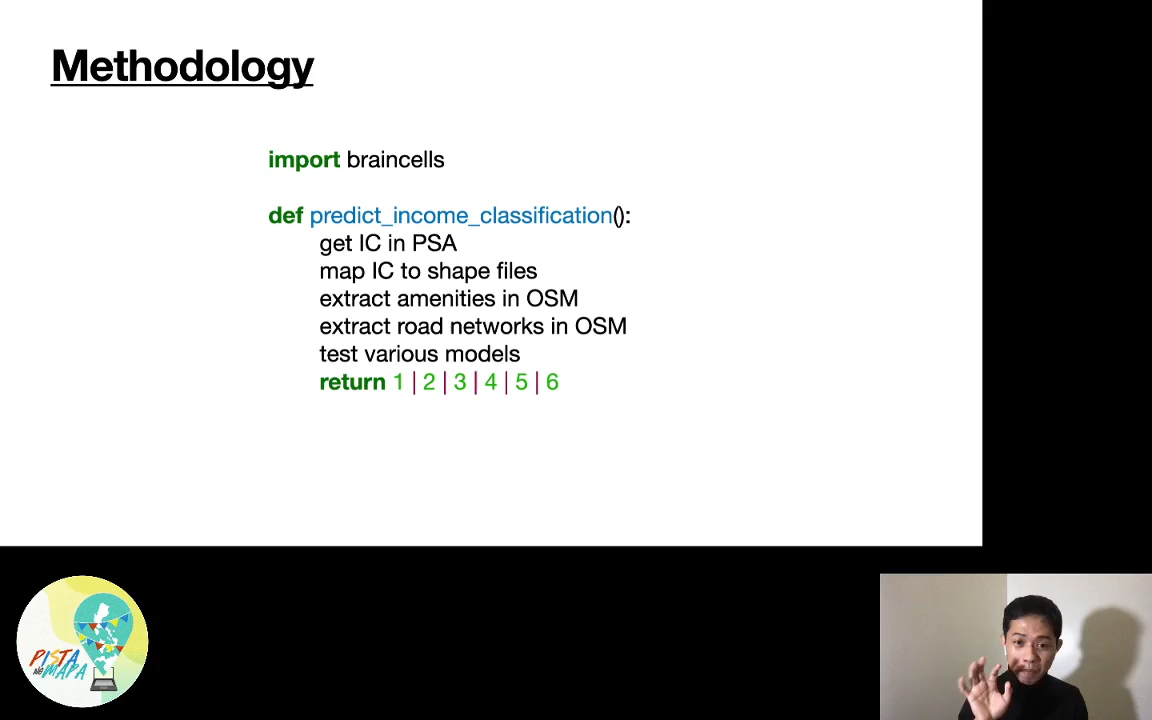 Methodology
import braincells
def predict_income_classification():
get IC in PSA
map IC to shape files
extract amenities in OSM
extract road networks in OSM
test various models
return 1 | 2 | 3 | 4 | 5 | 6
PISTA
NG MAPA